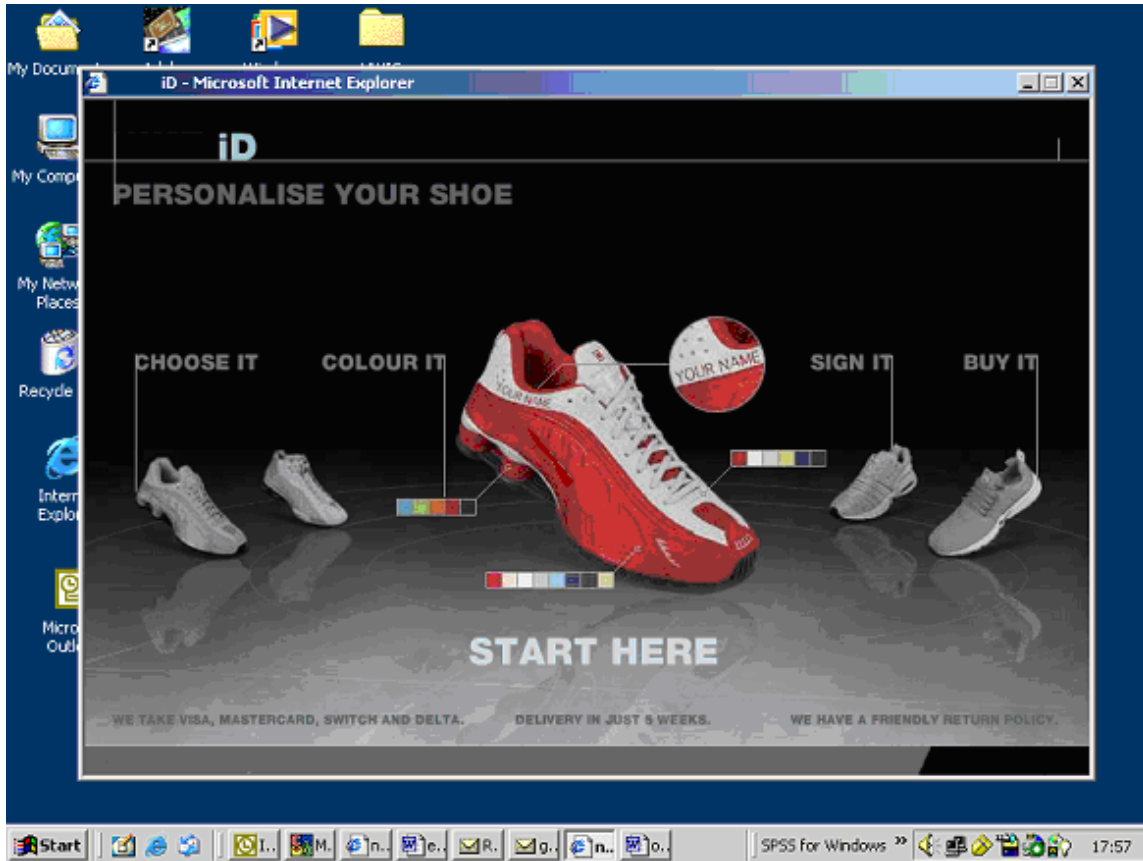 My Docum
iD - Microsoft Internet Explorer
iD
My Comp
PERSONALISE YOUR SHOE
My Netw
Places
CHOOSE IT
COLOUR IT
YOUR NAME
SIGN IT
BUY IT
YOUR NAME
Recycle
Intern
Explo
Micro
Outl
START HERE
WE TAKE VISA, MASTERCARD, SWITCH AND DELTA.
DELIVERY IN JUST 5 WEEKS.
WE HAVE A FRIENDLY RETURN POLICY.
Start
I..
M.
n..
e..
R.
g..
n..
o..
SPSS for Windows »
17:57